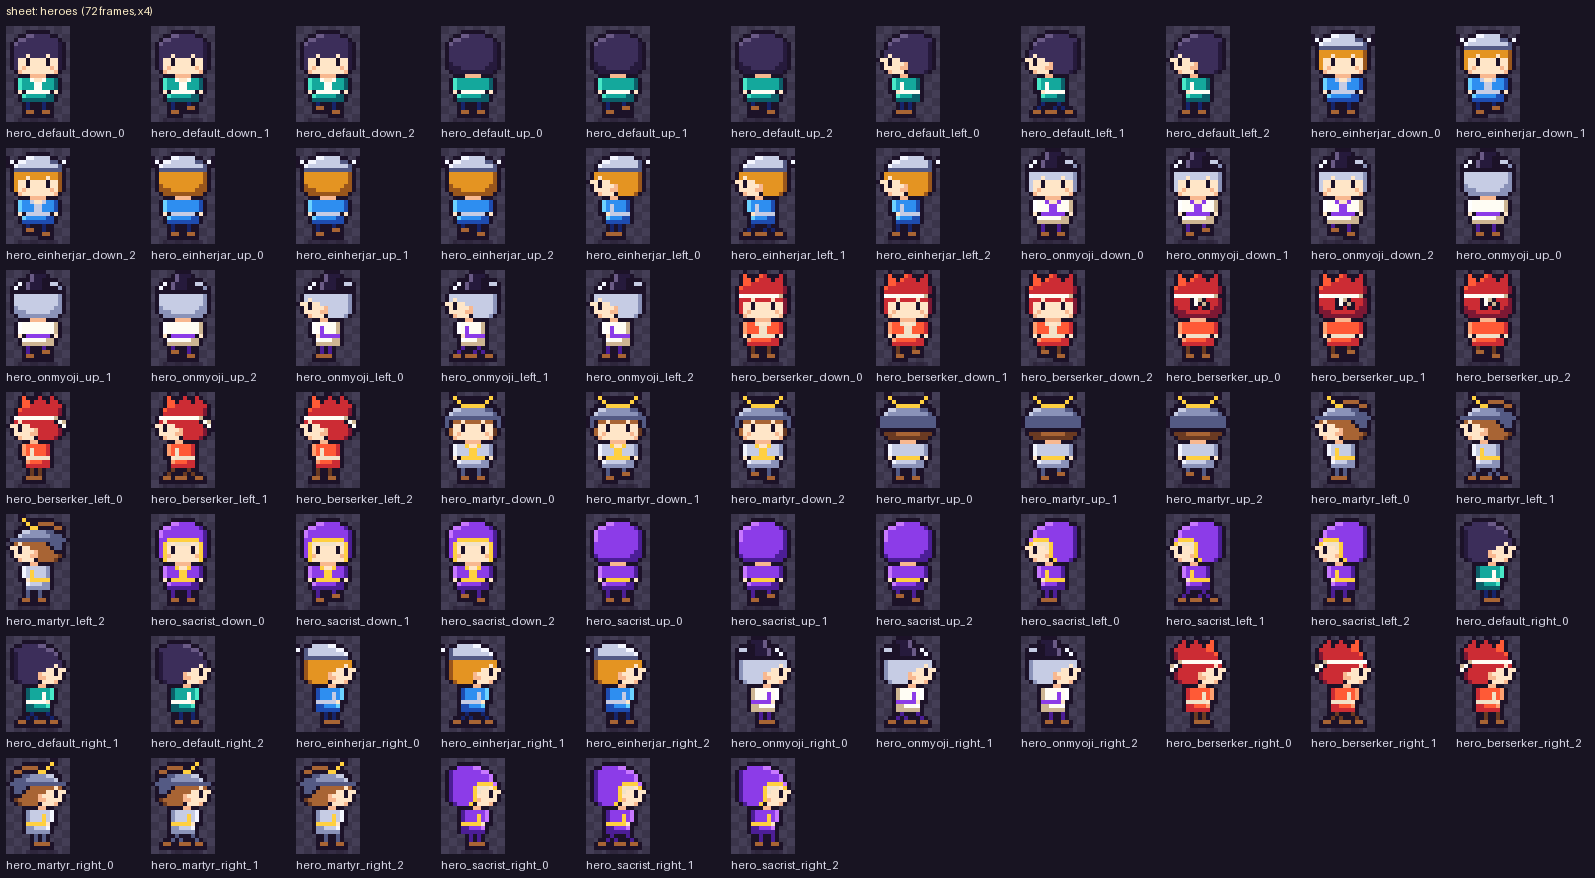 sheet: heroes (72frames, x4)
hero_default_down_0 hero_default_down_1 hero_default_down_2 hero_default_up_0 hero_default_up_1 hero_default_up_2 hero_default_left_0 hero_default_left_1 hero_default_left_2 hero_einherjar_down_0 hero_einherjar_down_1
hero_einherjar_down_2 hero_einherjar_up_0 hero_einherjar_up_1 hero_einherjar_up_2 hero_einherjar_left_0 hero_einherjar_left_1 hero_einherjar_left_2 hero_onmyoji_down_0 hero_onmyoji_down_1 hero_onmyoji_down_2 hero_onmyoji_up_0
hero_onmyoji_up_1 hero_onmyoji_up_2 hero_onmyoji_left_0 hero_onmyoji_left_1 hero_onmyoji_left_2 hero_berserker_down_0 hero_berserker_down_1 hero_berserker_down_2 hero_berserker_up_0 hero_berserker_up_1 hero_berserker_up_2
hero_berserker_left_0 hero_berserker_left_1 hero_berserker_left_2 hero_martyr_down_0 hero_martyr_down_1 hero_martyr_down_2 hero_martyr_up_0 hero_martyr_up_1 hero_martyr_up_2 hero_martyr_left_0 hero_martyr_left_1
hero_martyr_left_2 hero_sacrist_down_0 hero_sacrist_down_1 hero_sacrist_down_2 hero_sacrist_up_0 hero_sacrist_up_1 hero_sacrist_up_2 hero_sacrist_left_0 hero_sacrist_left_1 hero_sacrist_left_2 hero_default_right_0
hero_default_right_1 hero_default_right_2 hero_einherjar_right_0 hero_einherjar_right_1 hero_einherjar_right_2 hero_onmyoji_right_0 hero_onmyoji_right_1 hero_onmyoji_right_2 hero_berserker_right_0 hero_berserker_right_1 hero_berserker_right_2
hero_martyr_right_0 hero_martyr_right_1 hero_martyr_right_2 hero_sacrist_right_0 hero_sacrist_right_1 hero_sacrist_right_2